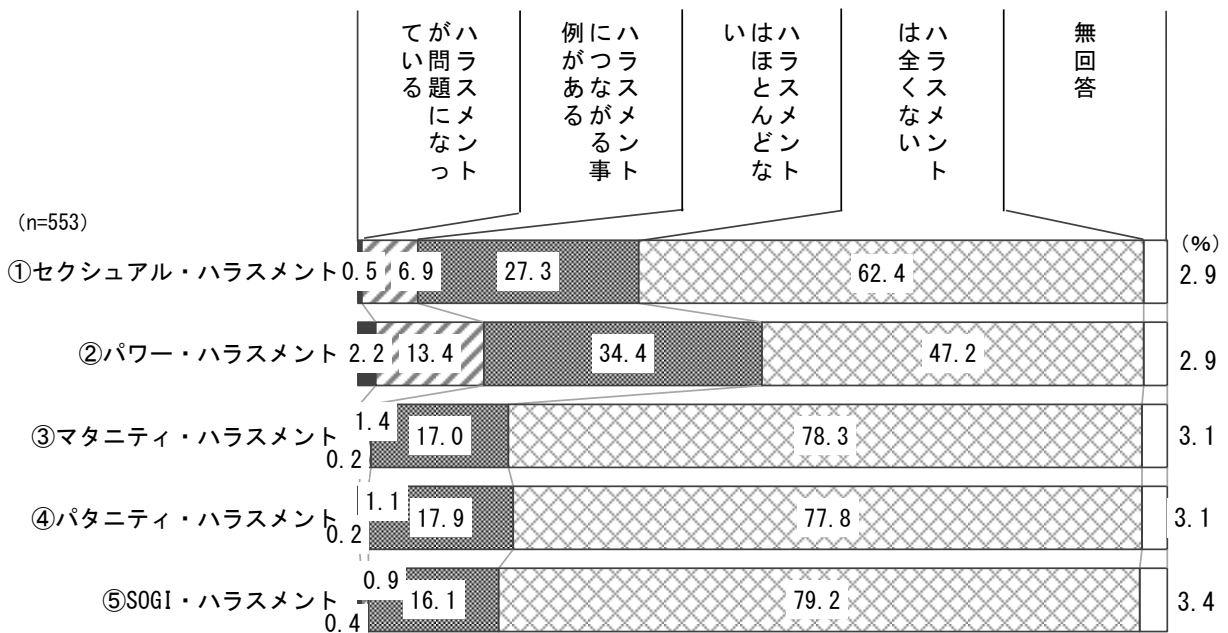 ハラスメント
が問題になっ
ている
ハラスメント
につながる事
例がある
ハラスメント
はほとんどな
い
ハラスメント
は全くない
無回答
(n=553)
(%)
①セクシュアル・ハラスメント 0.5 6.9 27.3 62.4 2.9
②パワー・ハラスメント 2.2 13.4 34.4 47.2 2.9
③マタニティ・ハラスメント 0.2 1.4 17.0 78.3 3.1
④パタニティ・ハラスメント 0.2 1.1 17.9 77.8 3.1
⑤SOGI・ハラスメント 0.4 0.9 16.1 79.2 3.4